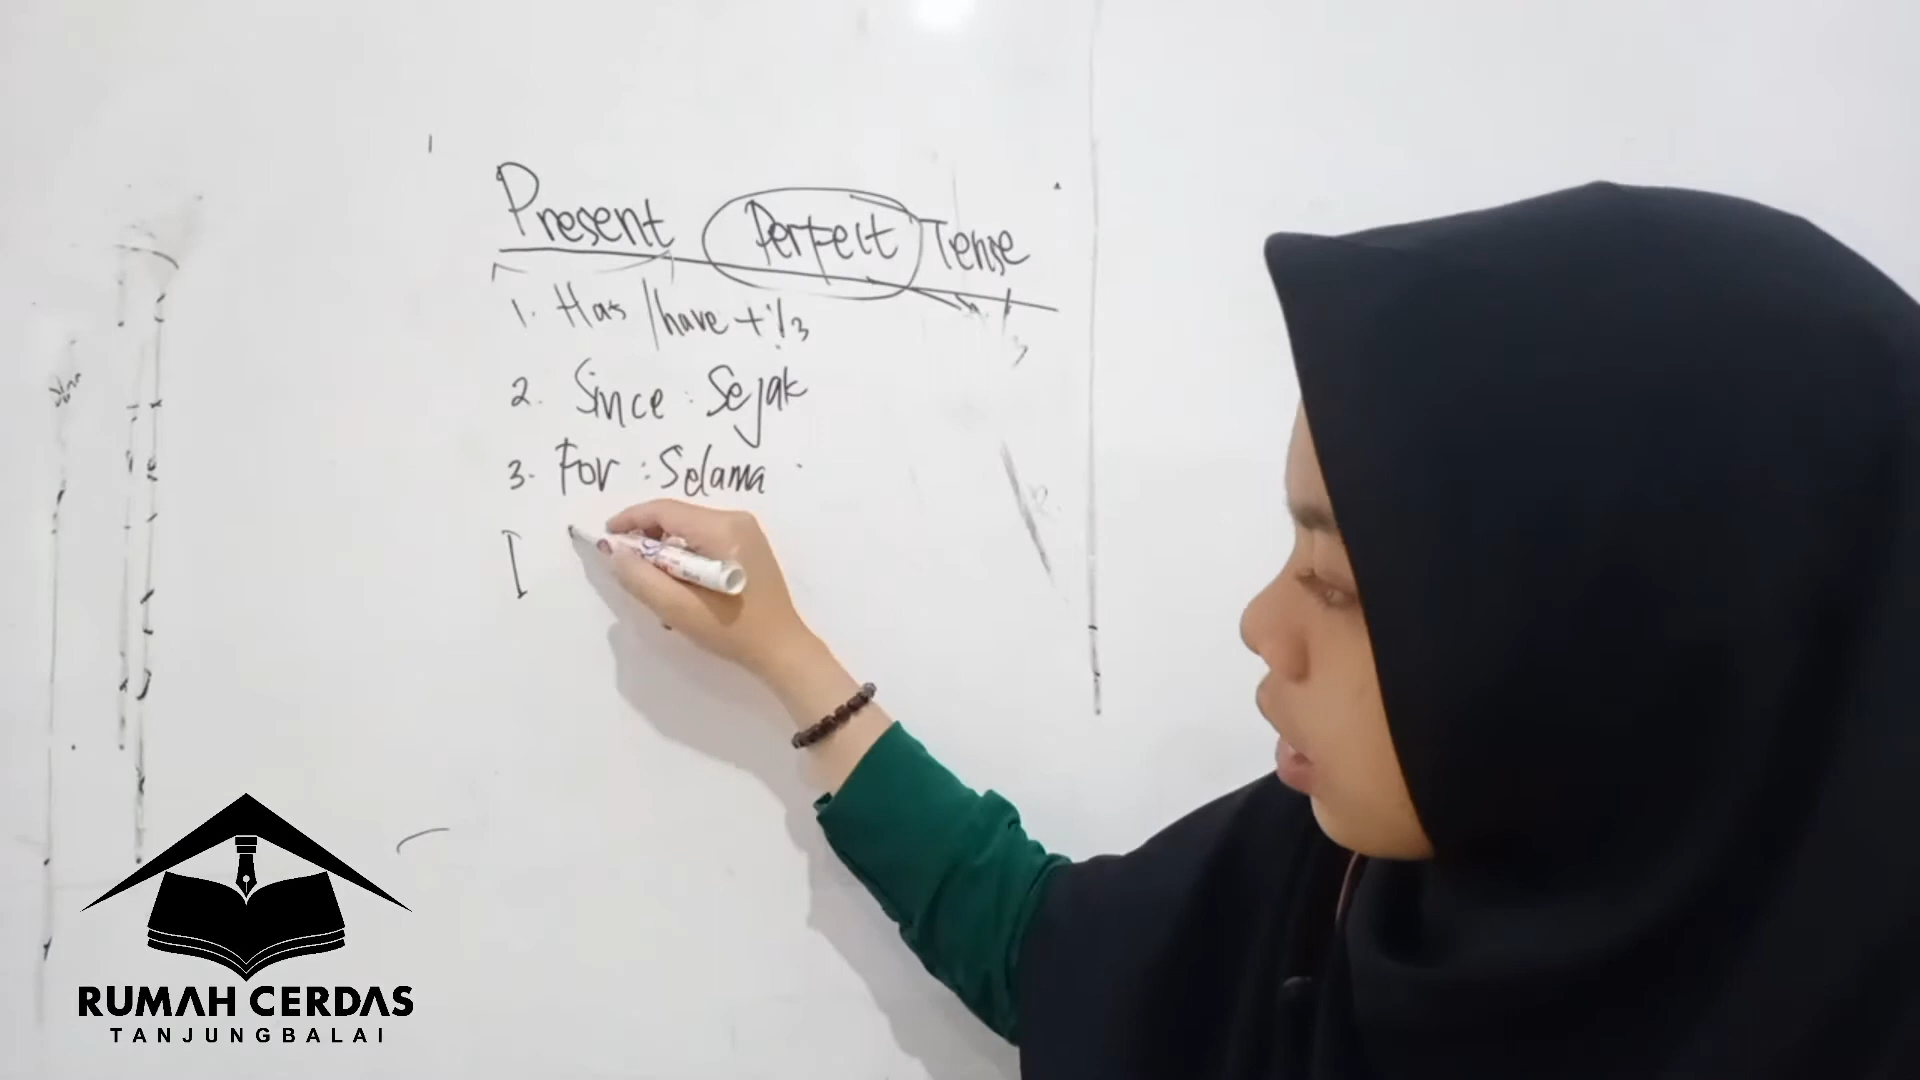 Present Perfect Tense
1. Has / have + V3
2. Since : Sejak
3. For : Selama
I
RUMAH CERDAS
TANJUNGBALAI